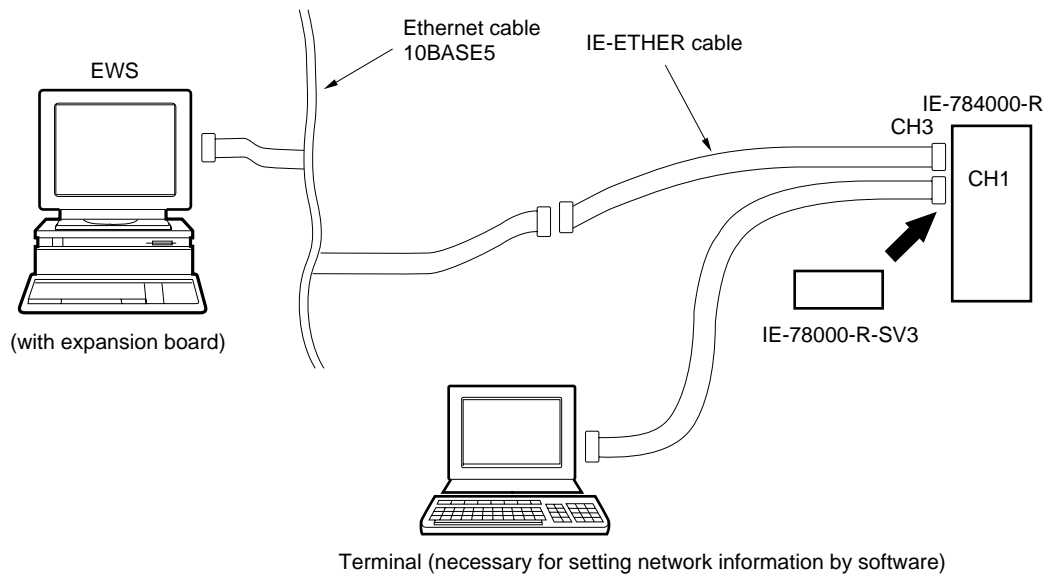 Ethernet cable
10BASE5
IE-ETHER cable
EWS
IE-784000-R
CH3
CH1
IE-78000-R-SV3
(with expansion board)
Terminal (necessary for setting network information by software)